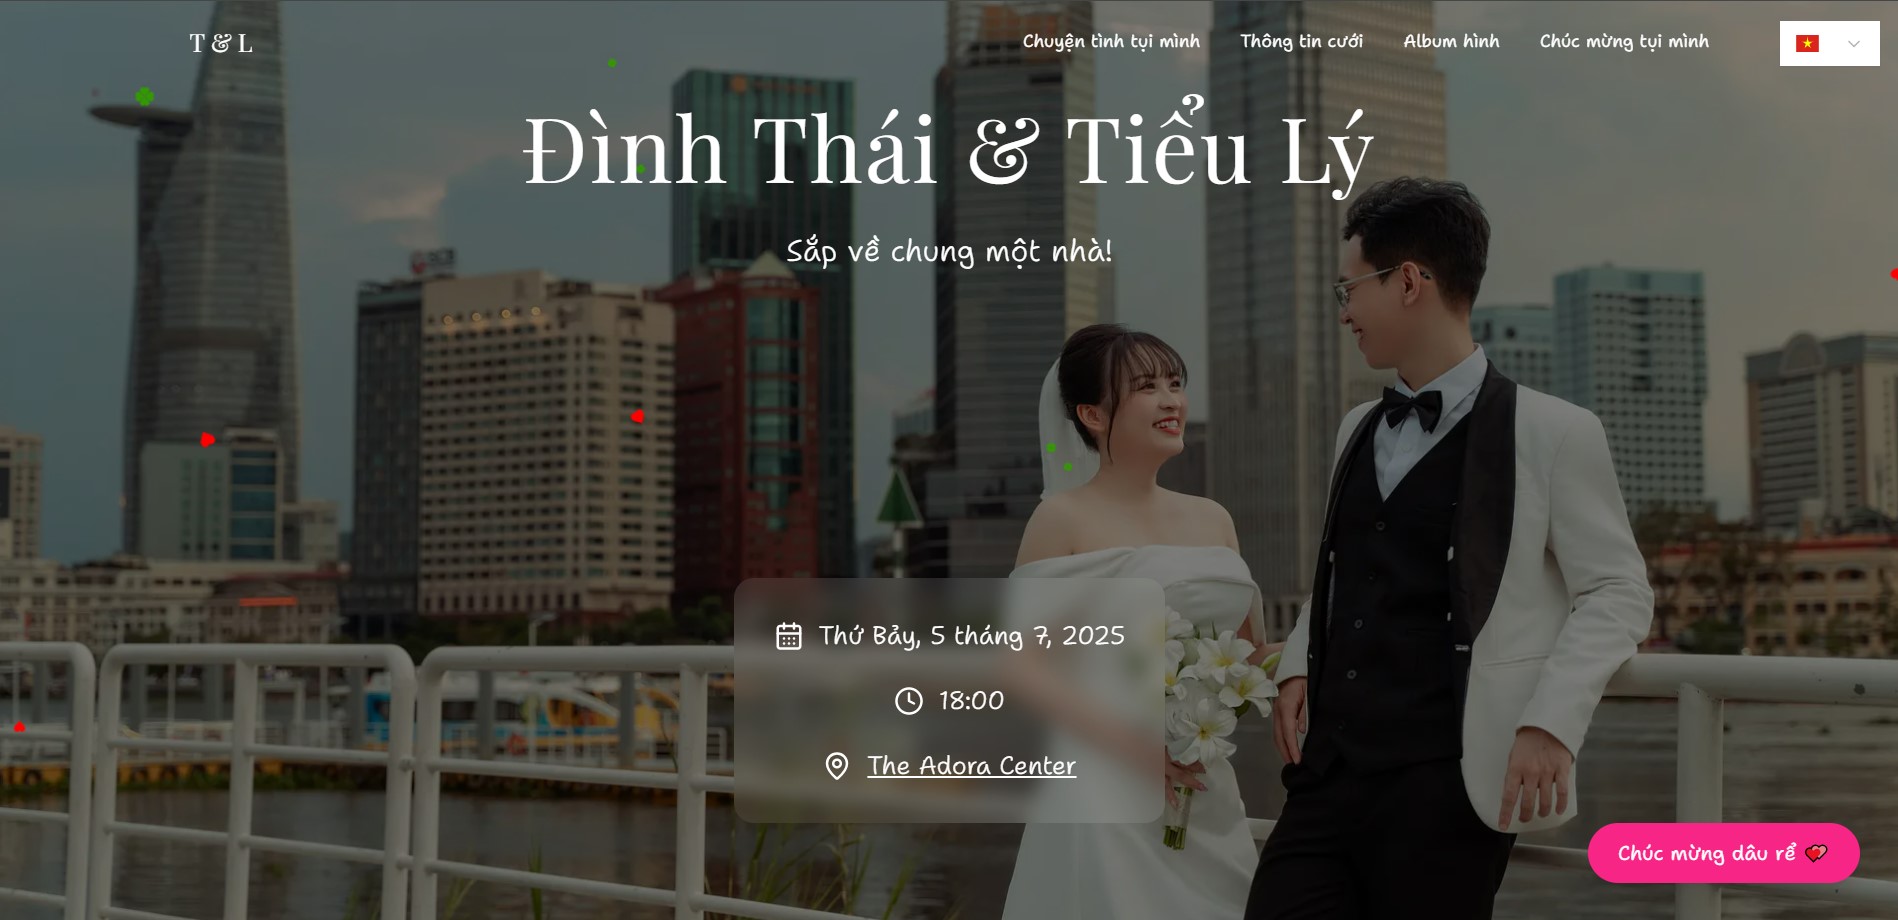 T & L
Chuyện tình tụi mình
Thông tin cưới
Album hình
Chúc mừng tụi mình
Đình Thái & Tiểu Lý
Sắp về chung một nhà!
Thứ Bảy, 5 tháng 7, 2025
18:00
The Adora Center
Chúc mừng dâu rể